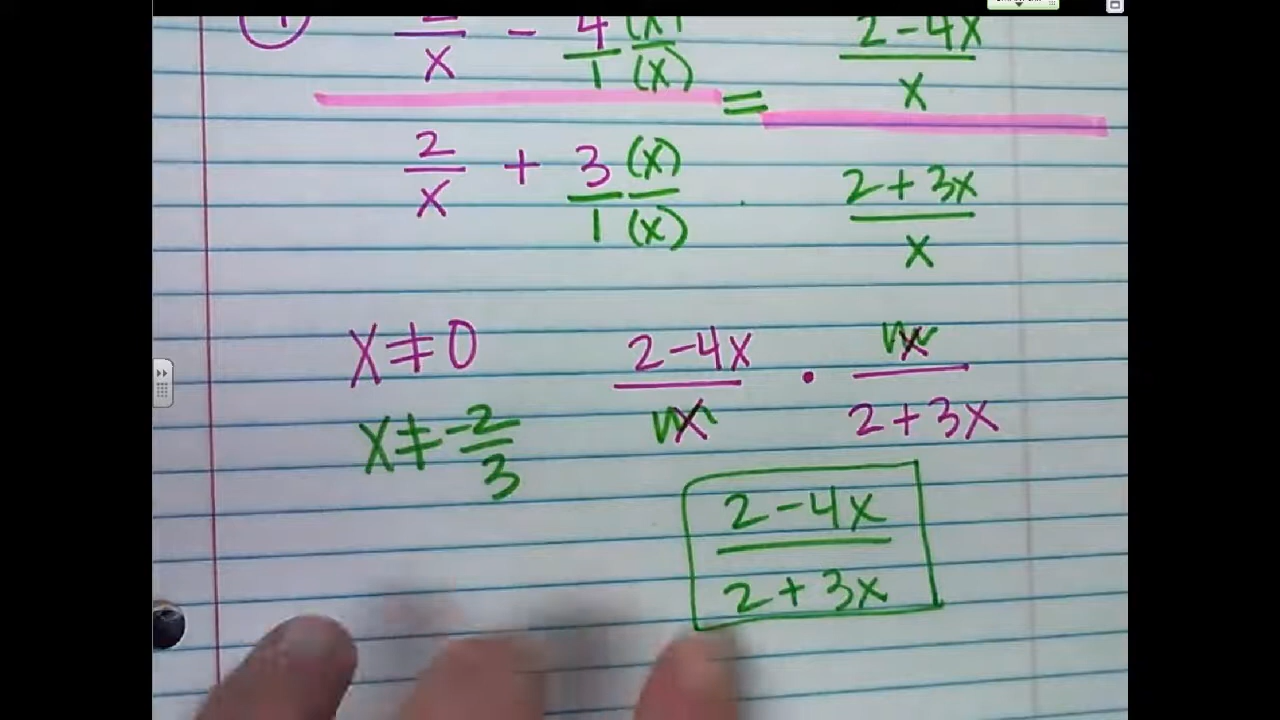 2/x - 4/1 (x)/(x) = 2-4x/x
2/x + 3/1 (x)/(x) 2+3x/x
x≠0 2-4x/x · x/2+3x
x≠-2/3
2-4x/2+3x